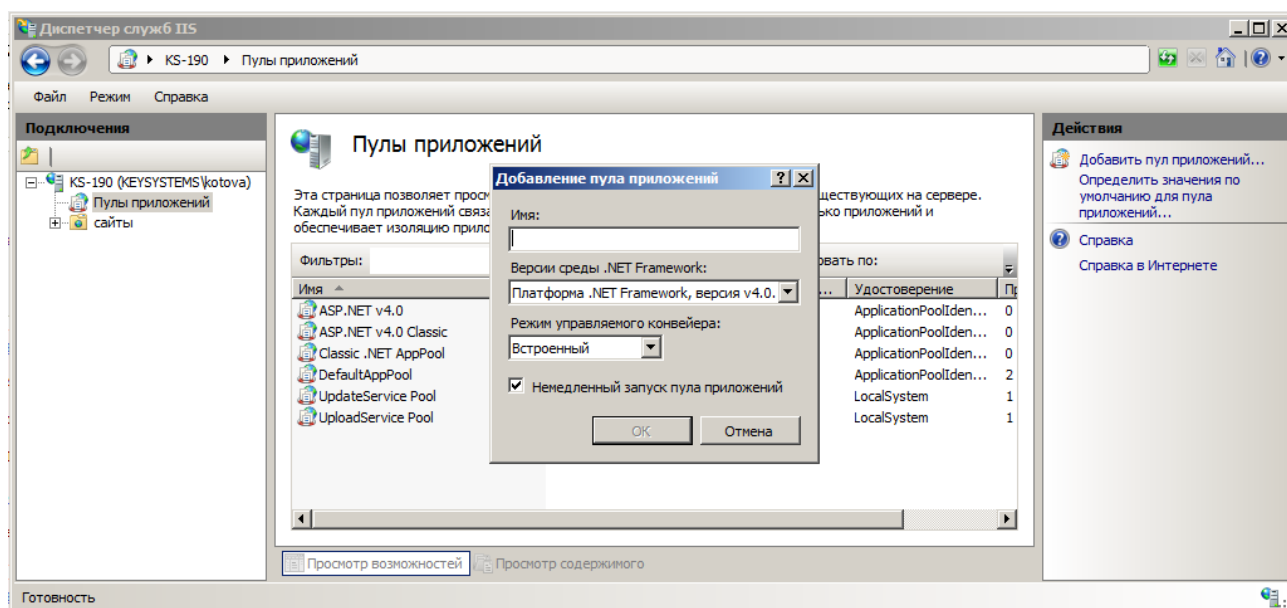 Диспетчер служб IIS
KS-190 Пулы приложений
Файл Режим Справка
Подключения
KS-190 (KEYSYSTEMS\kotova)
Пулы приложений
сайты
Пулы приложений
Эта страница позволяет просм
ществующих на сервере.
Каждый пул приложений связа
ько приложений и
обеспечивает изоляцию прило
Фильтры:
овать по:
Имя
... Удостоверение
ASP.NET v4.0 ApplicationPoolIden... 0
ASP.NET v4.0 Classic ApplicationPoolIden... 0
Classic .NET AppPool ApplicationPoolIden... 0
DefaultAppPool ApplicationPoolIden... 2
UpdateService Pool LocalSystem 1
UploadService Pool LocalSystem 1
Добавление пула приложений
Имя:
Версии среды .NET Framework:
Платформа .NET Framework, версия v4.0.
Режим управляемого конвейера:
Встроенный
Немедленный запуск пула приложений
OK Отмена
Просмотр возможностей Просмотр содержимого
Действия
Добавить пул приложений...
Определить значения по
умолчанию для пула
приложений...
Справка
Справка в Интернете
Готовность